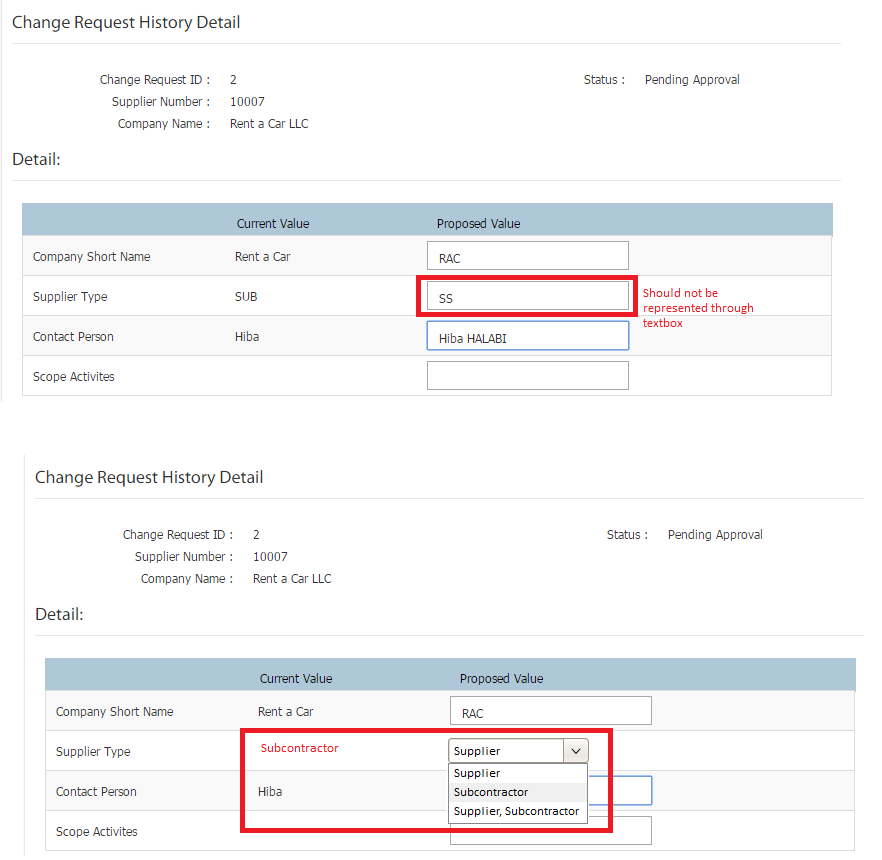 Change Request History Detail
Change Request ID : 2 Status : Pending Approval
Supplier Number : 10007
Company Name : Rent a Car LLC
Detail:
Current Value Proposed Value
Company Short Name Rent a Car RAC
Supplier Type SUB SS
Should not be
represented through
textbox
Contact Person Hiba Hiba HALABI
Scope Activites
Change Request History Detail
Change Request ID : 2 Status : Pending Approval
Supplier Number : 10007
Company Name : Rent a Car LLC
Detail:
Current Value Proposed Value
Company Short Name Rent a Car RAC
Supplier Type Subcontractor Supplier
Supplier
Contact Person Hiba Subcontractor
Supplier, Subcontractor
Scope Activites